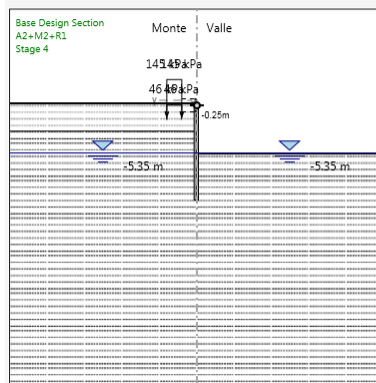 Base Design Section
A2+M2+R1
Stage 4
Monte
Valle
-0.25m
-5.35 m
-5.35 m